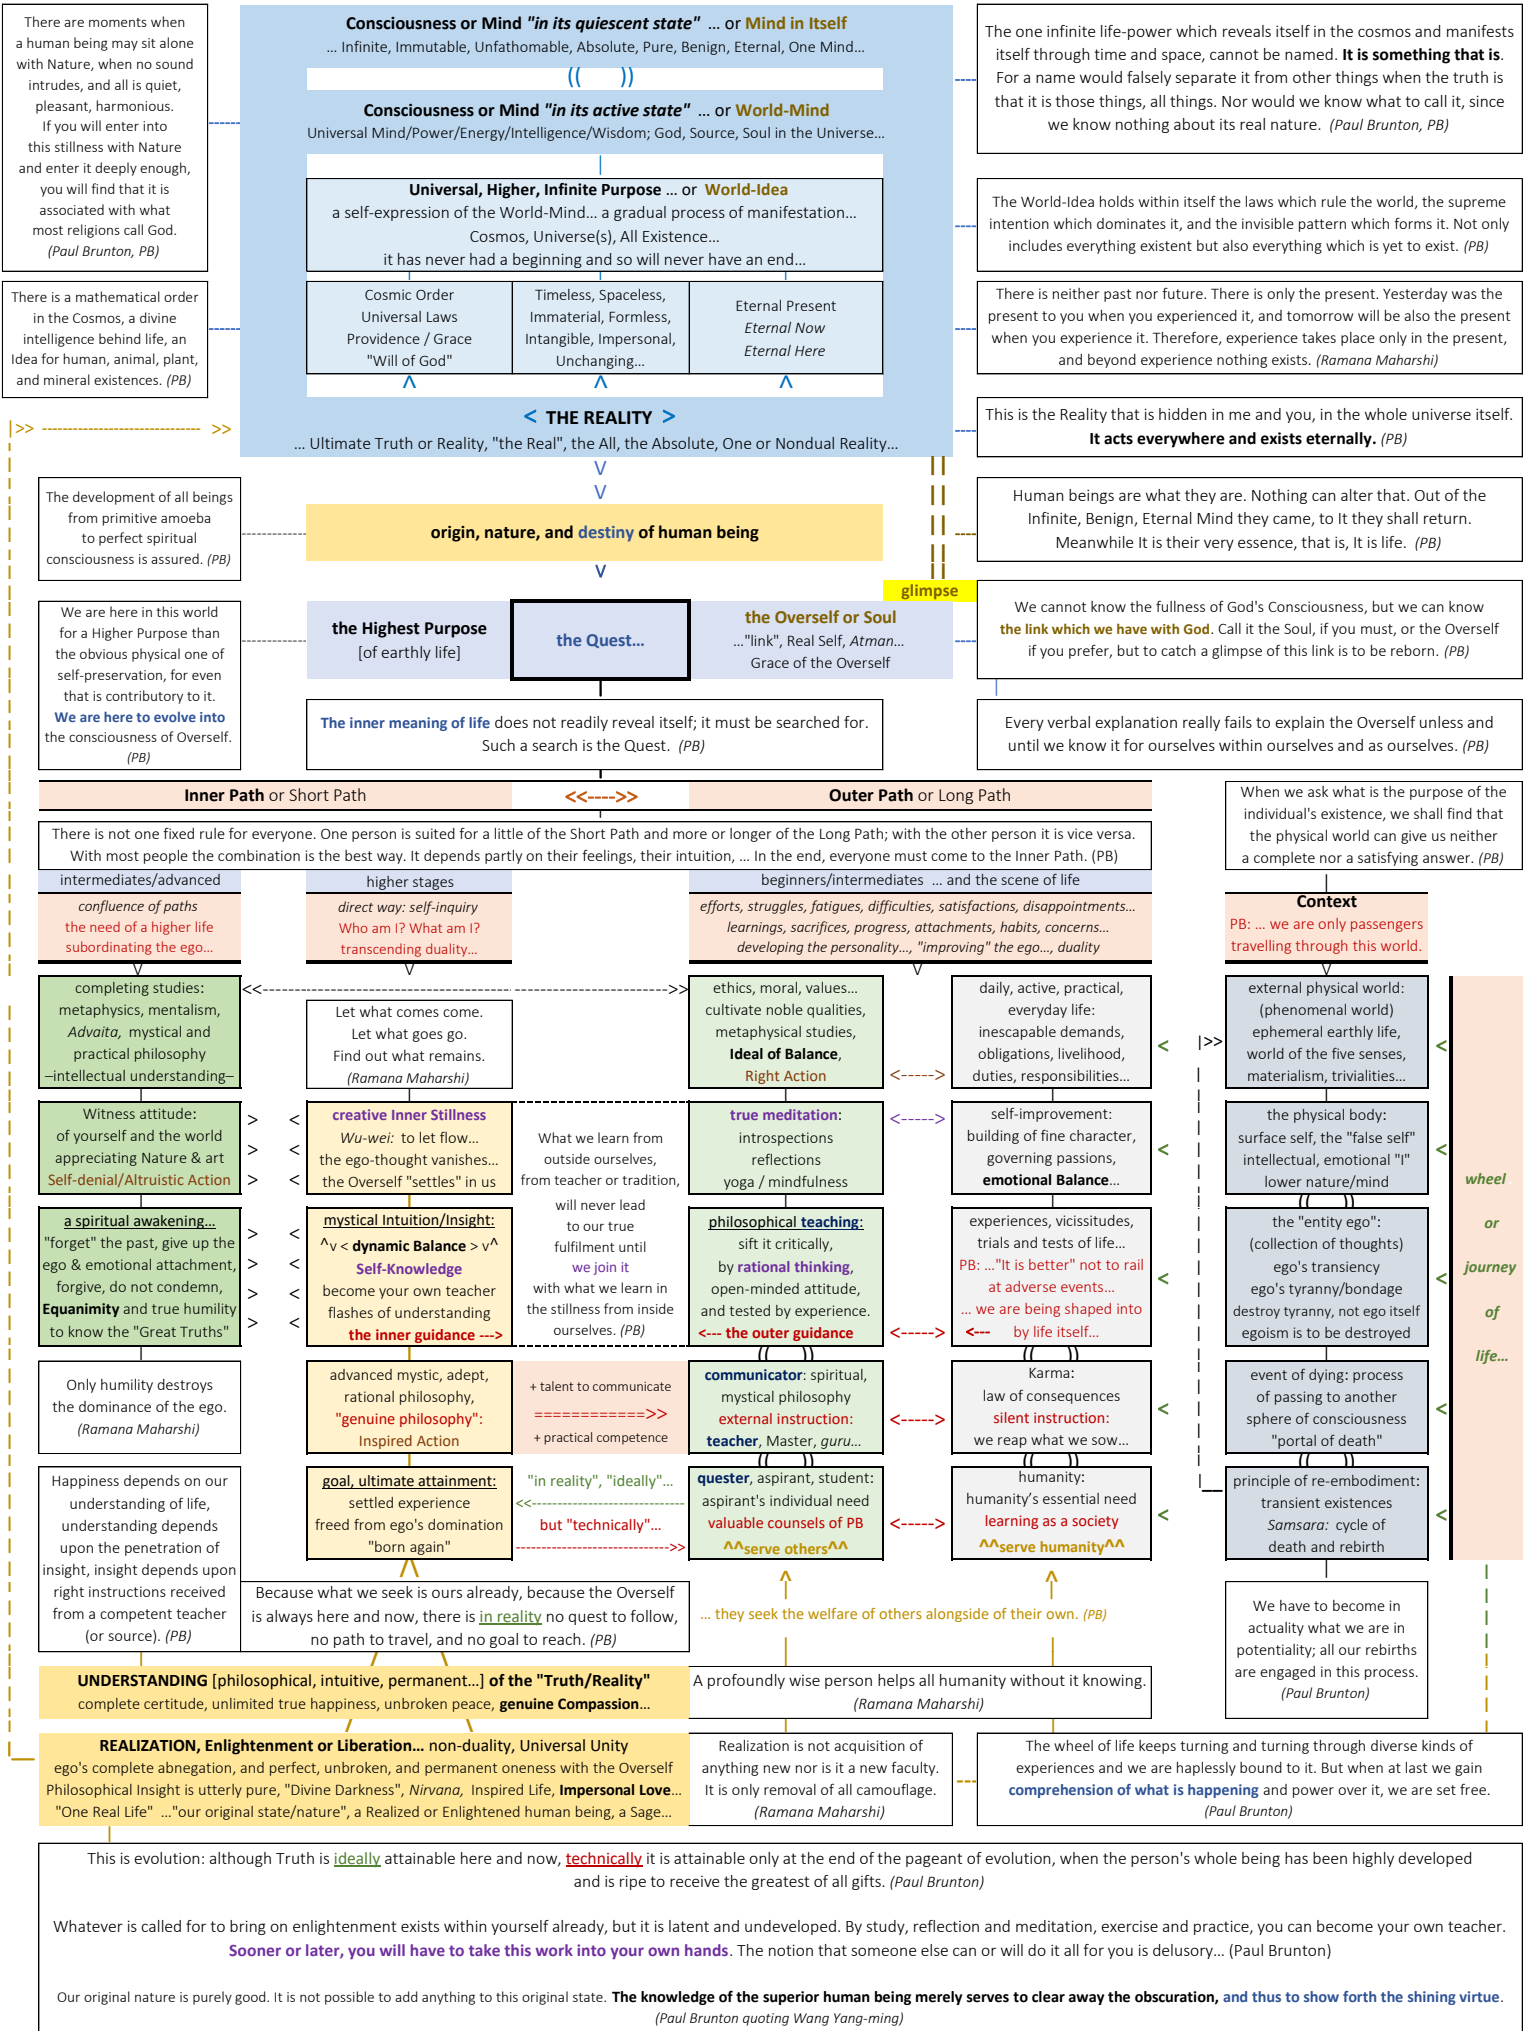 There are moments when
a human being may sit alone
with Nature, when no sound
intrudes, and all is quiet,
pleasant, harmonious.
If you will enter into
this stillness with Nature
and enter it deeply enough,
you will find that it is
associated with what
most religions call God.
(Paul Brunton, PB)
Consciousness or Mind "in its quiescent state" ... or Mind in Itself
... Infinite, Immutable, Unfathomable, Absolute, Pure, Benign, Eternal, One Mind...
(( ))
Consciousness or Mind "in its active state" ... or World-Mind
Universal Mind/Power/Energy/Intelligence/Wisdom; God, Source, Soul in the Universe...
Universal, Higher, Infinite Purpose ... or World-Idea
a self-expression of the World-Mind... a gradual process of manifestation...
Cosmos, Universe(s), All Existence...
it has never had a beginning and so will never have an end...
The one infinite life-power which reveals itself in the cosmos and manifests
itself through time and space, cannot be named. It is something that is.
For a name would falsely separate it from other things when the truth is
that it is those things, all things. Nor would we know what to call it, since
we know nothing about its real nature. (Paul Brunton, PB)
The World-Idea holds within itself the laws which rule the world, the supreme
intention which dominates it, and the invisible pattern which forms it. Not only
includes everything existent but also everything which is yet to exist. (PB)
There is a mathematical order
in the Cosmos, a divine
intelligence behind life, an
Idea for human, animal, plant,
and mineral existences. (PB)
Cosmic Order
Universal Laws
Providence / Grace
"Will of God"
Timeless, Spaceless,
Immaterial, Formless,
Intangible, Impersonal,
Unchanging...
Eternal Present
Eternal Now
Eternal Here
^ ^ ^
There is neither past nor future. There is only the present. Yesterday was the
present to you when you experienced it, and tomorrow will be also the present
when you experience it. Therefore, experience takes place only in the present,
and beyond experience nothing exists. (Ramana Maharshi)
|>> ------------------------------- >>
< THE REALITY >
... Ultimate Truth or Reality, "the Real", the All, the Absolute, One or Nondual Reality...
This is the Reality that is hidden in me and you, in the whole universe itself.
It acts everywhere and exists eternally. (PB)
V
V
The development of all beings
from primitive amoeba
to perfect spiritual
consciousness is assured. (PB)
origin, nature, and destiny of human being
V
Human beings are what they are. Nothing can alter that. Out of the
Infinite, Benign, Eternal Mind they came, to It they shall return.
Meanwhile It is their very essence, that is, It is life. (PB)
glimpse
We are here in this world
for a Higher Purpose than
the obvious physical one of
self-preservation, for even
that is contributory to it.
We are here to evolve into
the consciousness of Overself.
(PB)
the Highest Purpose
[of earthly life]
the Quest...
the Overself or Soul
..."link", Real Self, Atman...
Grace of the Overself
We cannot know the fullness of God's Consciousness, but we can know
the link which we have with God. Call it the Soul, if you must, or the Overself
if you prefer, but to catch a glimpse of this link is to be reborn. (PB)
The inner meaning of life does not readily reveal itself; it must be searched for.
Such a search is the Quest. (PB)
Every verbal explanation really fails to explain the Overself unless and
until we know it for ourselves within ourselves and as ourselves. (PB)
Inner Path or Short Path
<<---->>
Outer Path or Long Path
There is not one fixed rule for everyone. One person is suited for a little of the Short Path and more or longer of the Long Path; with the other person it is vice versa.
With most people the combination is the best way. It depends partly on their feelings, their intuition, ... In the end, everyone must come to the Inner Path. (PB)
When we ask what is the purpose of the
individual's existence, we shall find that
the physical world can give us neither
a complete nor a satisfying answer. (PB)
intermediates/advanced
confluence of paths
the need of a higher life
subordinating the ego...
V
higher stages
direct way: self-inquiry
Who am I? What am I?
transcending duality...
V
beginners/intermediates ... and the scene of life
efforts, struggles, fatigues, difficulties, satisfactions, disappointments...
learnings, sacrifices, progress, attachments, habits, concerns...
developing the personality..., "improving" the ego..., duality
V
Context
PB: ... we are only passengers
travelling through this world.
V
completing studies:
metaphysics, mentalism,
Advaita, mystical and
practical philosophy
–intellectual understanding–
<<-------------------------------------------------->>
Let what comes come.
Let what goes go.
Find out what remains.
(Ramana Maharshi)
ethics, moral, values...
cultivate noble qualities,
metaphysical studies,
Ideal of Balance,
Right Action
<----->
daily, active, practical,
everyday life:
inescapable demands,
obligations, livelihood,
duties, responsibilities...
<
|>>
external physical world:
(phenomenal world)
ephemeral earthly life,
world of the five senses,
materialism, trivialities...
<
Witness attitude:
of yourself and the world
appreciating Nature & art
Self-denial/Altruistic Action
> <
> <
> <
creative Inner Stillness
Wu-wei: to let flow...
the ego-thought vanishes...
the Overself "settles" in us
What we learn from
outside ourselves,
from teacher or tradition,
will never lead
to our true
fulfilment until
we join it
with what we learn in
the stillness from inside
ourselves. (PB)
true meditation:
introspections
reflections
yoga / mindfulness
<----->
self-improvement:
building of fine character,
governing passions,
emotional Balance...
<
the physical body:
surface self, the "false self"
intellectual, emotional "I"
lower nature/mind
<
wheel
or
journey
of
life...
a spiritual awakening...
"forget" the past, give up the
ego & emotional attachment,
forgive, do not condemn,
Equanimity and true humility
to know the "Great Truths"
> <
> <
> <
> <
> <
mystical Intuition/Insight:
^v < dynamic Balance > v^
Self-Knowledge
become your own teacher
flashes of understanding
the inner guidance --->
philosophical teaching:
sift it critically,
by rational thinking,
open-minded attitude,
and tested by experience.
<--- the outer guidance
<----->
experiences, vicissitudes,
trials and tests of life...
PB: ..."It is better" not to rail
at adverse events...
... we are being shaped into
<--- by life itself...
<
the "entity ego":
(collection of thoughts)
ego's transiency
ego's tyranny/bondage
destroy tyranny, not ego itself
egoism is to be destroyed
<
Only humility destroys
the dominance of the ego.
(Ramana Maharshi)
advanced mystic, adept,
rational philosophy,
"genuine philosophy":
Inspired Action
+ talent to communicate
============>>
+ practical competence
communicator: spiritual,
mystical philosophy
external instruction:
teacher, Master, guru...
<----->
Karma:
law of consequences
silent instruction:
we reap what we sow...
<
event of dying: process
of passing to another
sphere of consciousness
"portal of death"
<
Happiness depends on our
understanding of life,
understanding depends
upon the penetration of
insight, insight depends upon
right instructions received
from a competent teacher
(or source). (PB)
goal, ultimate attainment:
settled experience
freed from ego's domination
"born again"
"in reality", "ideally"...
<<-------------------------------
but "technically"...
------------------------------->>
quester, aspirant, student:
aspirant's individual need
valuable counsels of PB
^^serve others^^
<----->
humanity:
humanity's essential need
learning as a society
^^serve humanity^^
<
principle of re-embodiment:
transient existences
Samsara: cycle of
death and rebirth
<
Because what we seek is ours already, because the Overself
is always here and now, there is in reality no quest to follow,
no path to travel, and no goal to reach. (PB)
^ ^
... they seek the welfare of others alongside of their own. (PB)
We have to become in
actuality what we are in
potentiality; all our rebirths
are engaged in this process.
(Paul Brunton)
UNDERSTANDING [philosophical, intuitive, permanent...] of the "Truth/Reality"
complete certitude, unlimited true happiness, unbroken peace, genuine Compassion...
A profoundly wise person helps all humanity without it knowing.
(Ramana Maharshi)
REALIZATION, Enlightenment or Liberation... non-duality, Universal Unity
ego's complete abnegation, and perfect, unbroken, and permanent oneness with the Overself
Philosophical Insight is utterly pure, "Divine Darkness", Nirvana, Inspired Life, Impersonal Love...
"One Real Life" ..."our original state/nature", a Realized or Enlightened human being, a Sage...
Realization is not acquisition of
anything new nor is it a new faculty.
It is only removal of all camouflage.
(Ramana Maharshi)
The wheel of life keeps turning and turning through diverse kinds of
experiences and we are haplessly bound to it. But when at last we gain
comprehension of what is happening and power over it, we are set free.
(Paul Brunton)
This is evolution: although Truth is ideally attainable here and now, technically it is attainable only at the end of the pageant of evolution, when the person's whole being has been highly developed
and is ripe to receive the greatest of all gifts. (Paul Brunton)
Whatever is called for to bring on enlightenment exists within yourself already, but it is latent and undeveloped. By study, reflection and meditation, exercise and practice, you can become your own teacher.
Sooner or later, you will have to take this work into your own hands. The notion that someone else can or will do it all for you is delusory... (Paul Brunton)
Our original nature is purely good. It is not possible to add anything to this original state. The knowledge of the superior human being merely serves to clear away the obscuration, and thus to show forth the shining virtue.
(Paul Brunton quoting Wang Yang-ming)